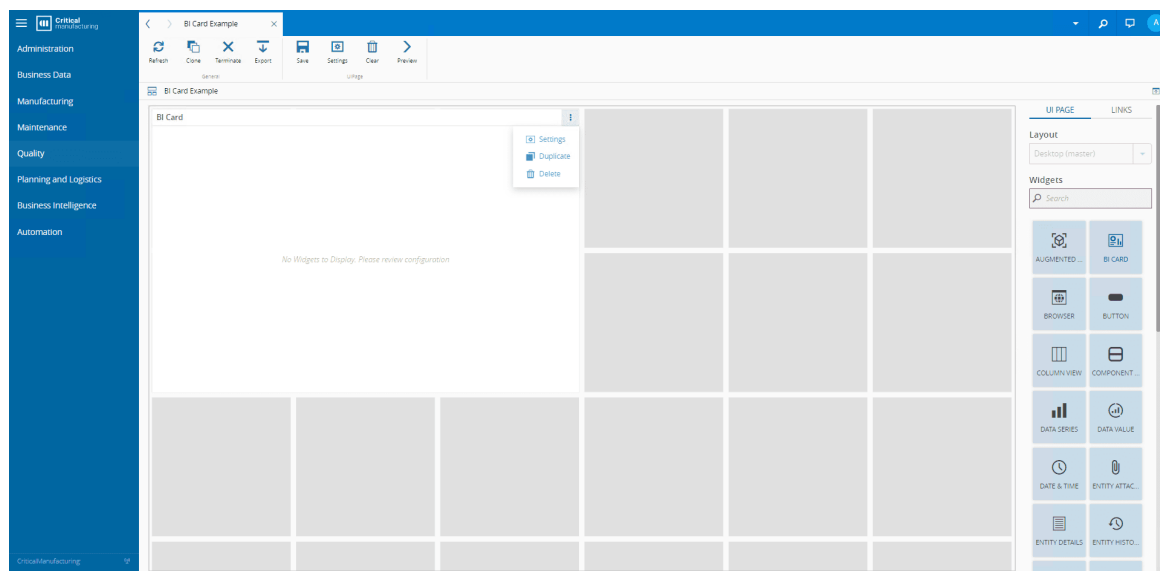 Critical
manufacturing
BI Card Example
A
Administration
Business Data
Manufacturing
Maintenance
Quality
Planning and Logistics
Business Intelligence
Automation
CriticalManufacturing
Refresh Clone Terminate Export Save Settings Clear Preview
General UIPage
BI Card Example
BI Card
Settings
Duplicate
Delete
No Widgets to Display. Please review configuration
UI PAGE LINKS
Layout
Desktop (master)
Widgets
Search
AUGMENTED ... BI CARD
BROWSER BUTTON
COLUMN VIEW COMPONENT ...
DATA SERIES DATA VALUE
DATE & TIME ENTITY ATTAC...
ENTITY DETAILS ENTITY HISTO...